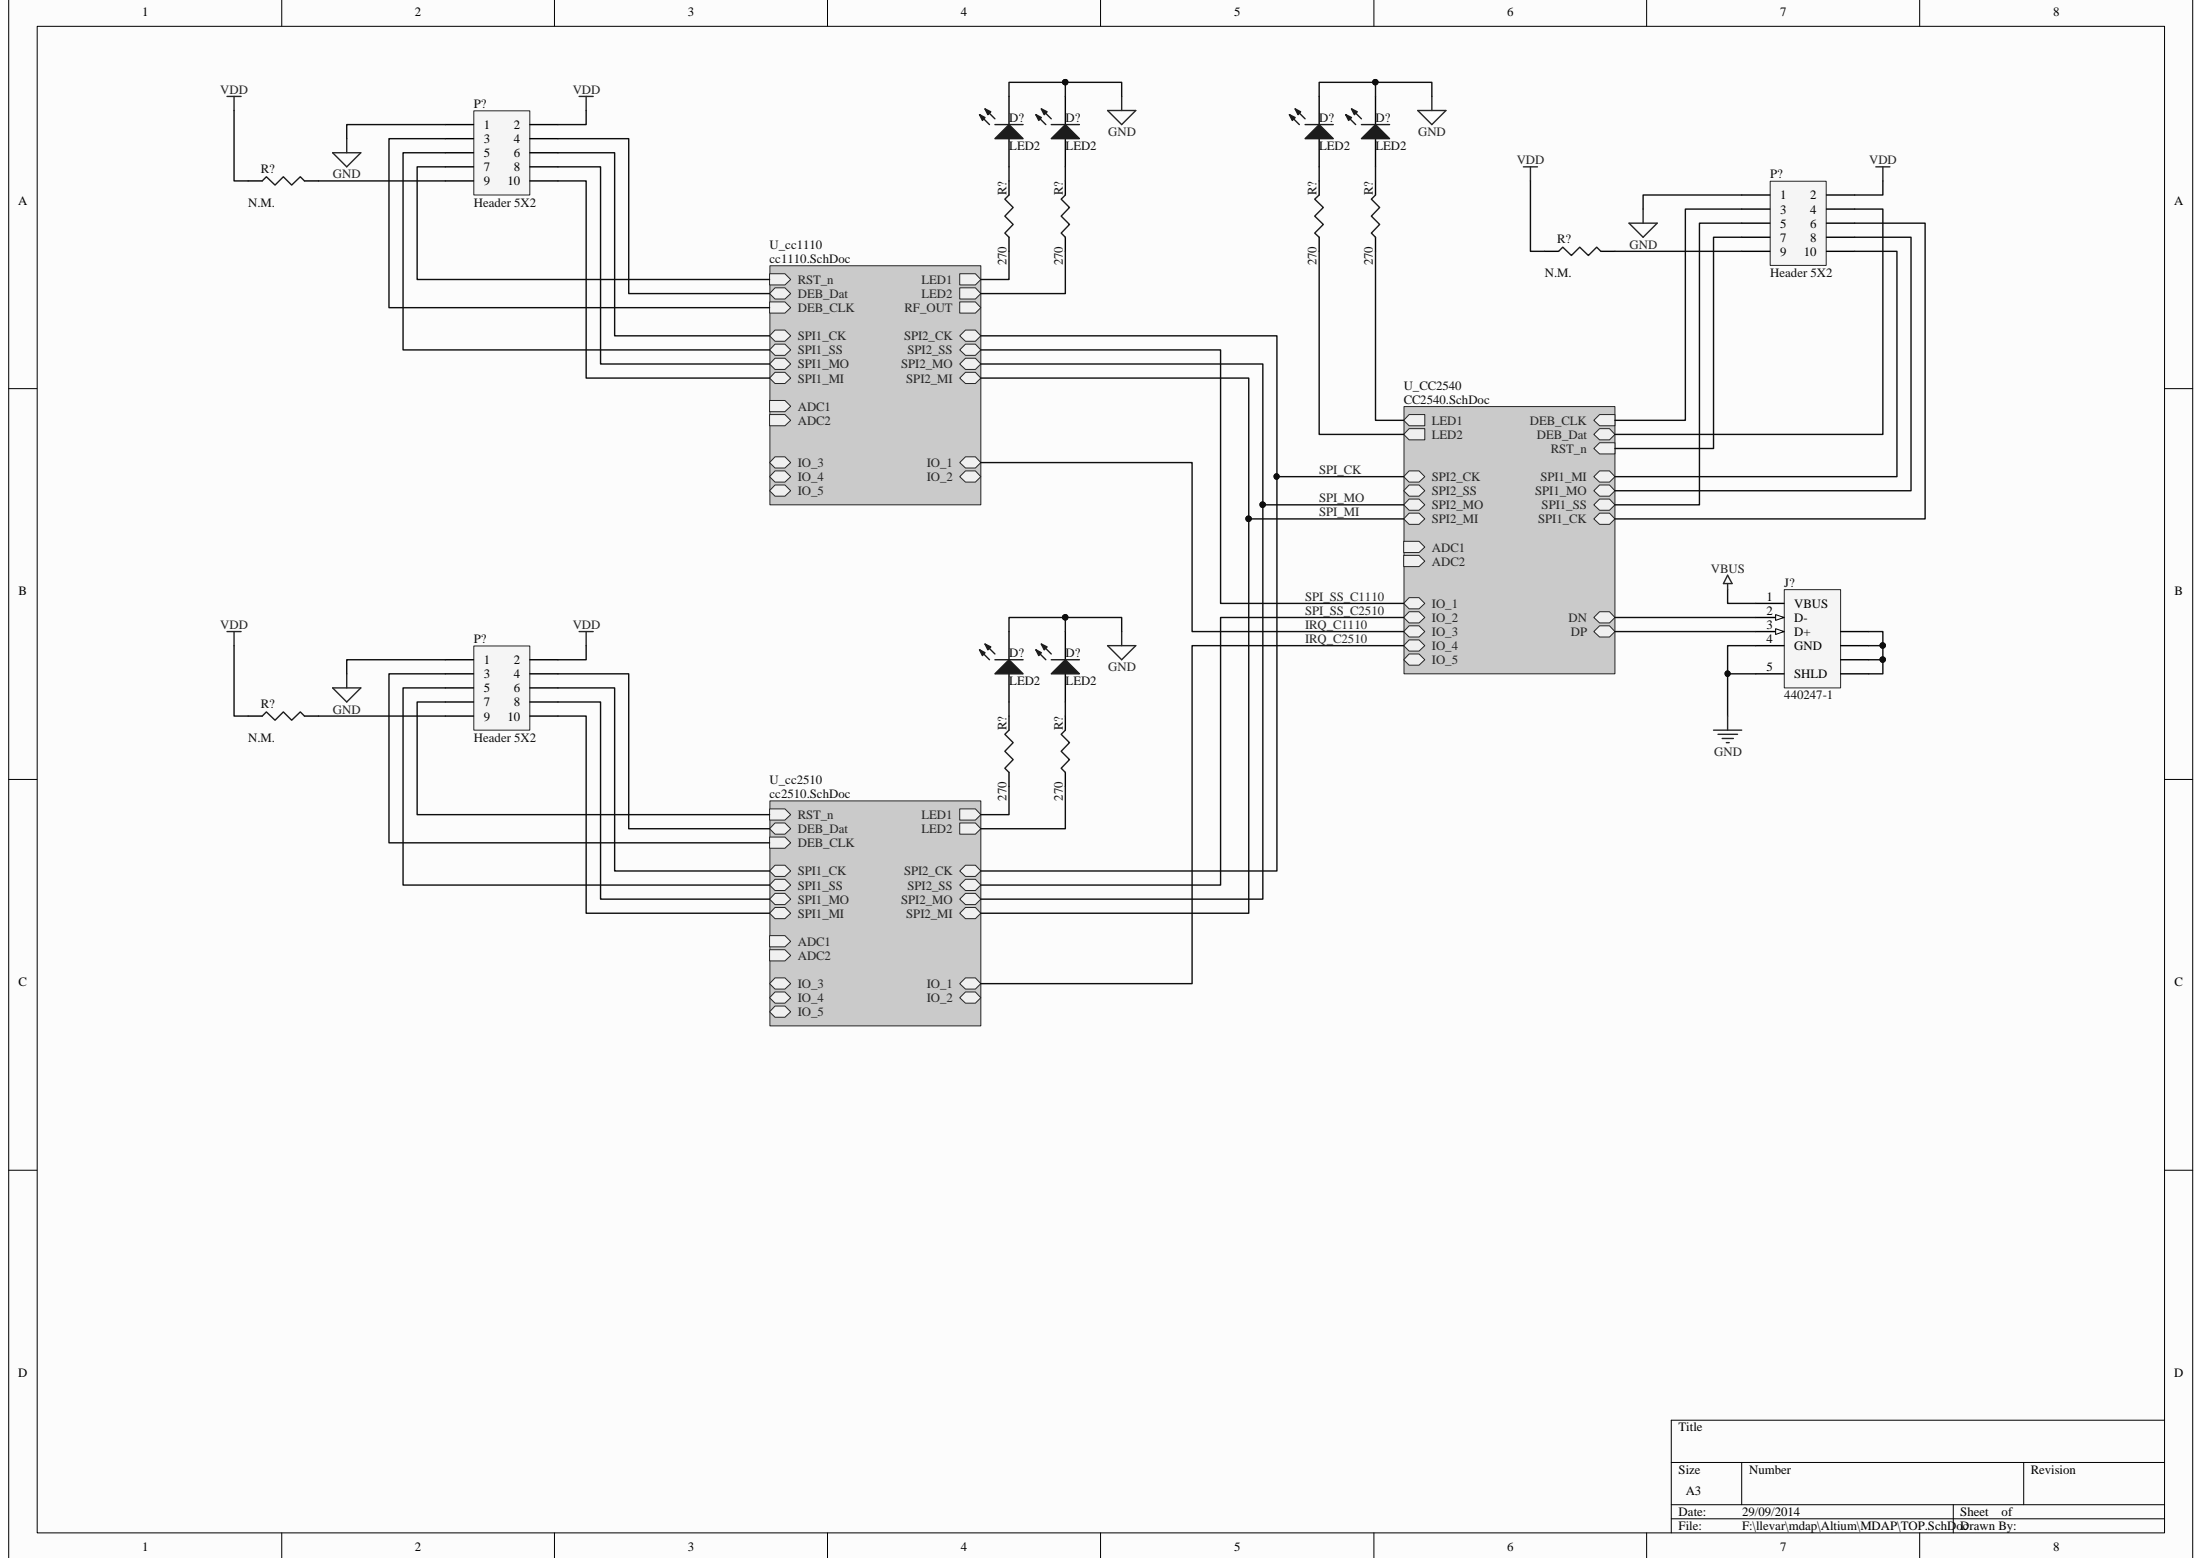 1 2 3 4 5 6 7 8
A A
B B
C C
D D
1 2 3 4 5 6 7 8
VDD
R?
N.M.
GND
P?
1 2
3 4
5 6
7 8
9 10
Header 5X2
VDD
D? D?
LED2 LED2
GND
R? R?
270 270
U_cc1110
cc1110.SchDoc
RST_n LED1
DEB_Dat LED2
DEB_CLK RF_OUT
SPI1_CK SPI2_CK
SPI1_SS SPI2_SS
SPI1_MO SPI2_MO
SPI1_MI SPI2_MI
ADC1
ADC2
IO_3 IO_1
IO_4 IO_2
IO_5
D? D?
LED2 LED2
GND
R? R?
270 270
VDD
R?
N.M.
GND
P?
1 2
3 4
5 6
7 8
9 10
Header 5X2
VDD
U_CC2540
CC2540.SchDoc
LED1 DEB_CLK
LED2 DEB_Dat
RST_n
SPI_CK SPI2_CK SPI1_MI
SPI2_SS SPI1_MO
SPI_MO SPI2_MO SPI1_SS
SPI_MI SPI2_MI SPI1_CK
ADC1
ADC2
SPI_SS_C1110 IO_1
SPI_SS_C2510 IO_2 DN
IRQ_C1110 IO_3 DP
IRQ_C2510 IO_4
IO_5
VBUS
J?
1 VBUS
2 D-
3 D+
4 GND
5 SHLD
440247-1
GND
VDD
R?
N.M.
GND
P?
1 2
3 4
5 6
7 8
9 10
Header 5X2
VDD
D? D?
LED2 LED2
GND
R? R?
270 270
U_cc2510
cc2510.SchDoc
RST_n LED1
DEB_Dat LED2
DEB_CLK
SPI1_CK SPI2_CK
SPI1_SS SPI2_SS
SPI1_MO SPI2_MO
SPI1_MI SPI2_MI
ADC1
ADC2
IO_3 IO_1
IO_4 IO_2
IO_5
Title
Size Number Revision
A3
Date: 29/09/2014 Sheet of
File: F:\llevar\mdap\Altium\MDAP\TOP.SchDoc Drawn By: